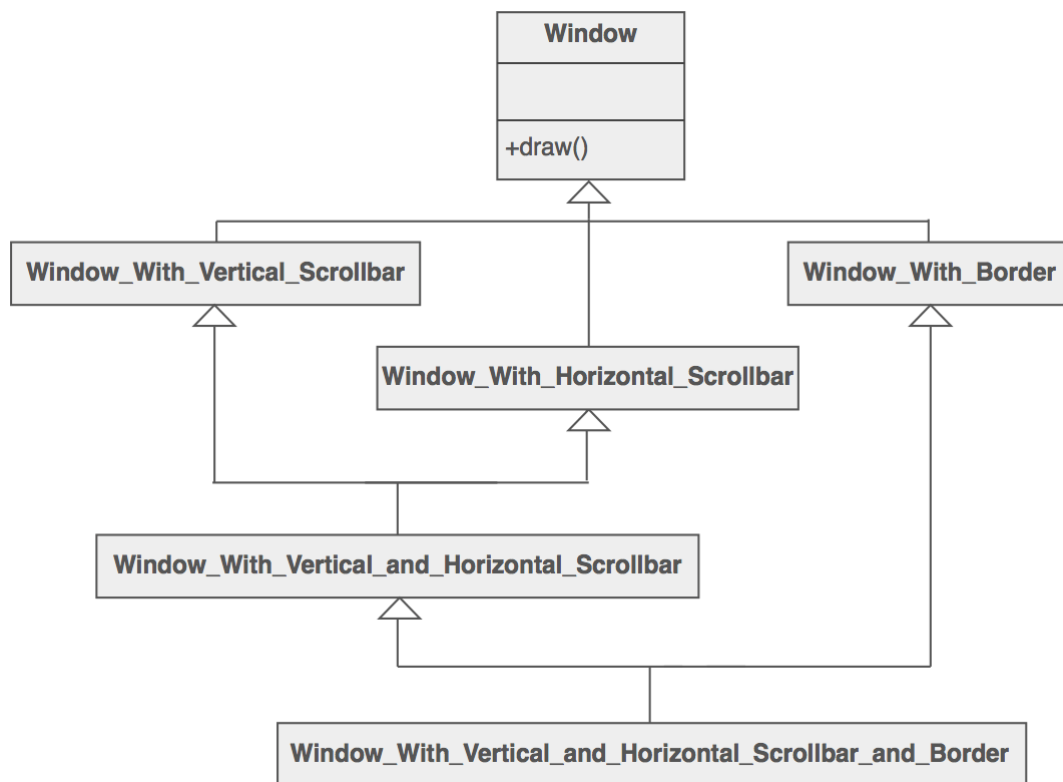 Window
+draw()
Window_With_Vertical_Scrollbar
Window_With_Border
Window_With_Horizontal_Scrollbar
Window_With_Vertical_and_Horizontal_Scrollbar
Window_With_Vertical_and_Horizontal_Scrollbar_and_Border